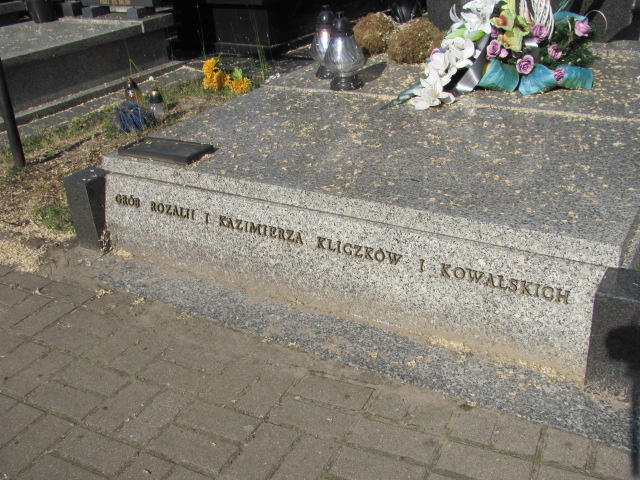 GRÓB ROZALII I KAZIMIERZA KLICZKÓW I KOWALSKICH